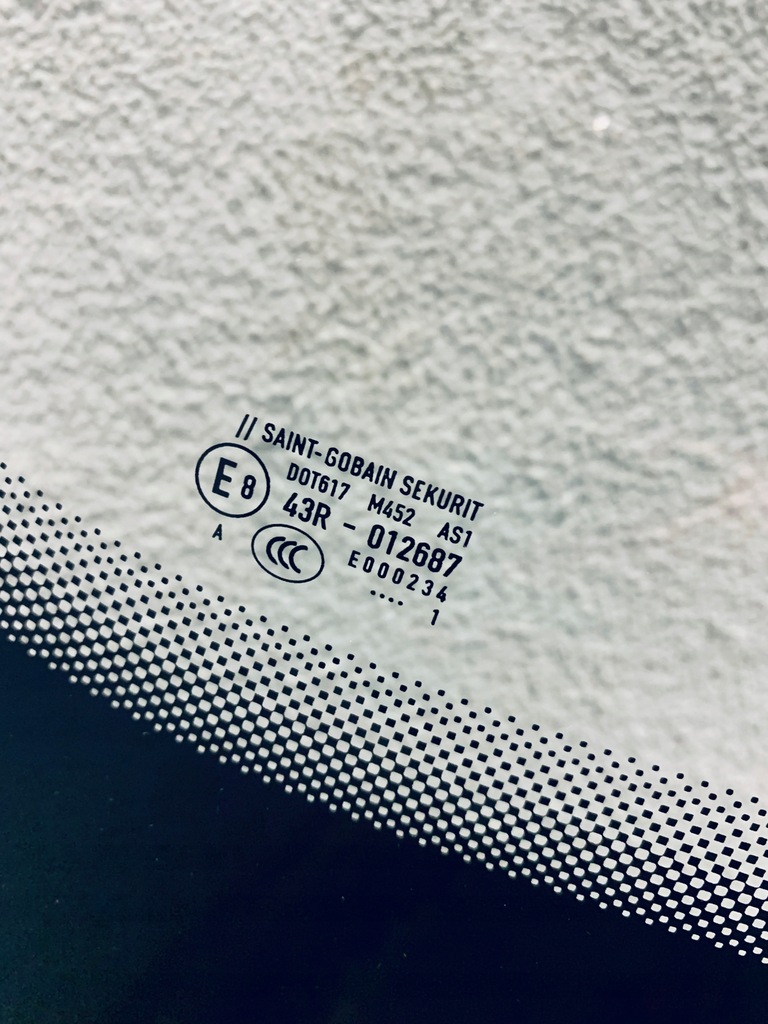 // SAINT-GOBAIN SEKURIT
E8 DOT617 M452 AS1
43R - 012687
A CCC E000234
.... 1